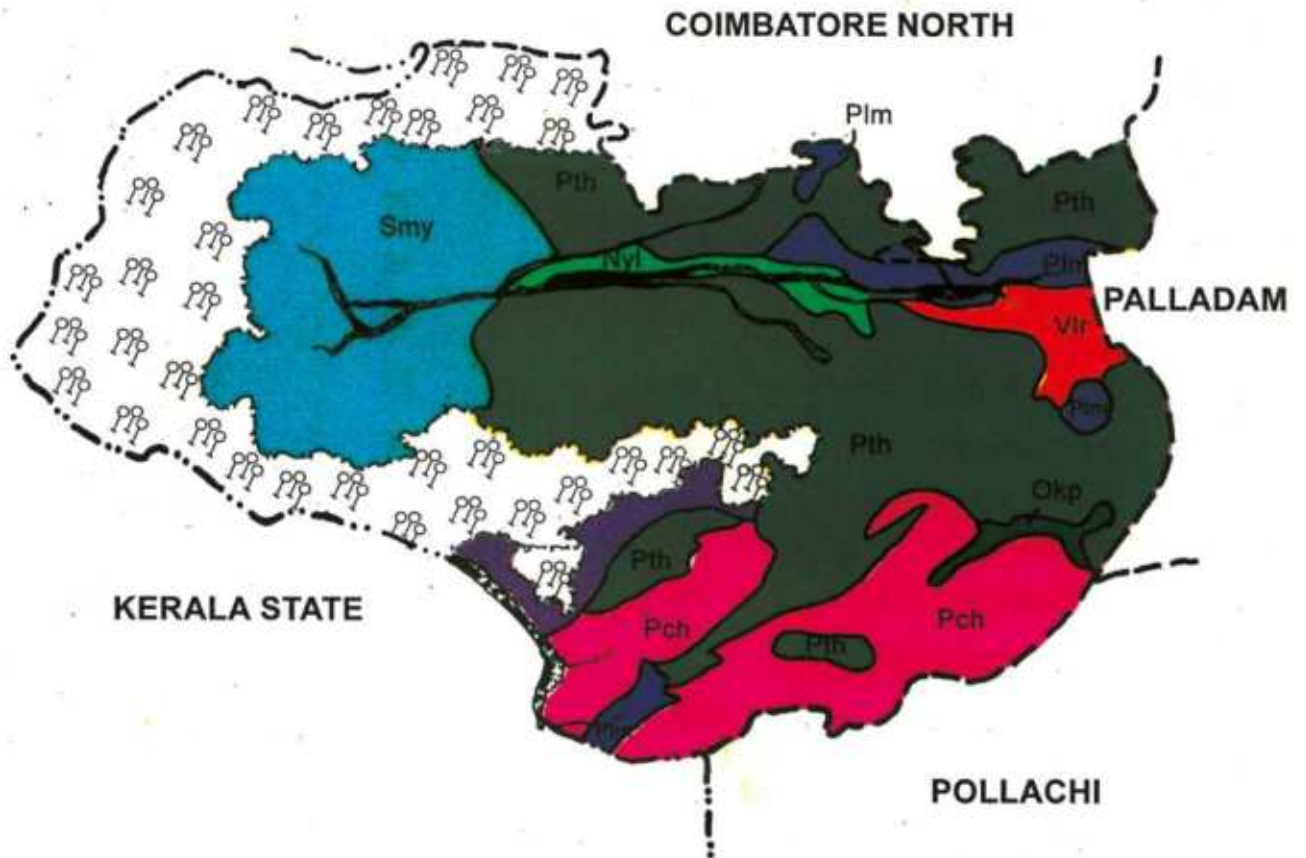 COIMBATORE NORTH
Plm
Pth
Pth
Smy
Nyl
Plm
PALLADAM
Vlr
Plm
Pth
Okp
Pth
KERALA STATE
Pch
Pch
Pth
POLLACHI